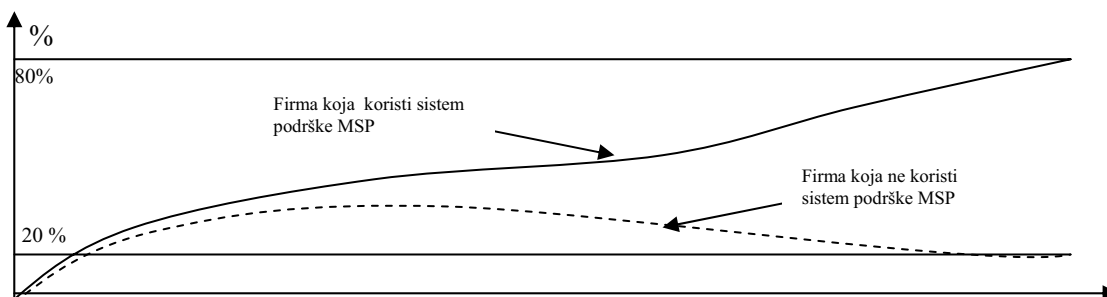 %
80%
Firma koja koristi sistem
podrške MSP
Firma koja ne koristi
sistem podrške MSP
20 %